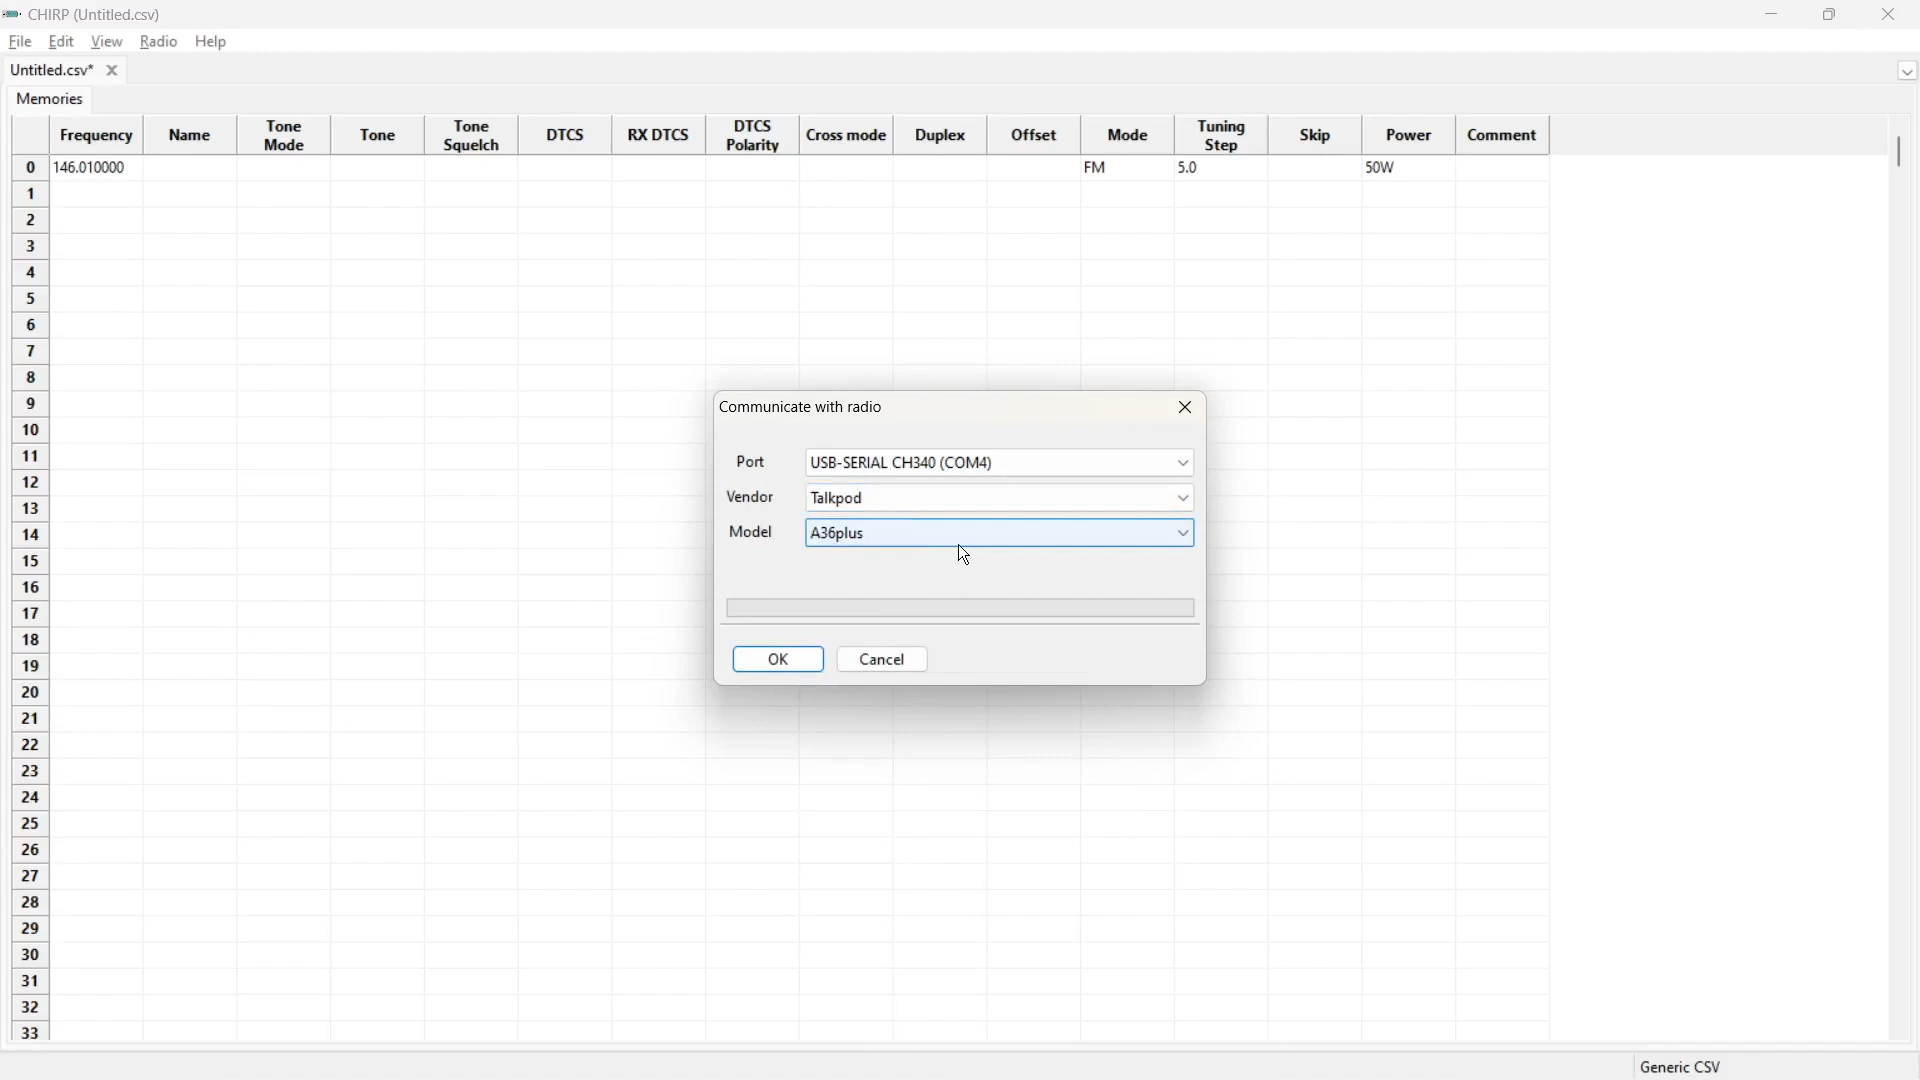 CHIRP (Untitled.csv)
File Edit View Radio Help
Untitled.csv*
Memories
Frequency Name Tone Mode Tone Tone Squelch DTCS RX DTCS DTCS Polarity Cross mode Duplex Offset Mode Tuning Step Skip Power Comment
0 146.010000 FM 5.0 50W
1
2
3
4
5
6
7
8
9
10
11
12
13
14
15
16
17
18
19
20
21
22
23
24
25
26
27
28
29
30
31
32
33
Communicate with radio
Port USB-SERIAL CH340 (COM4)
Vendor Talkpod
Model A36plus
OK Cancel
Generic CSV